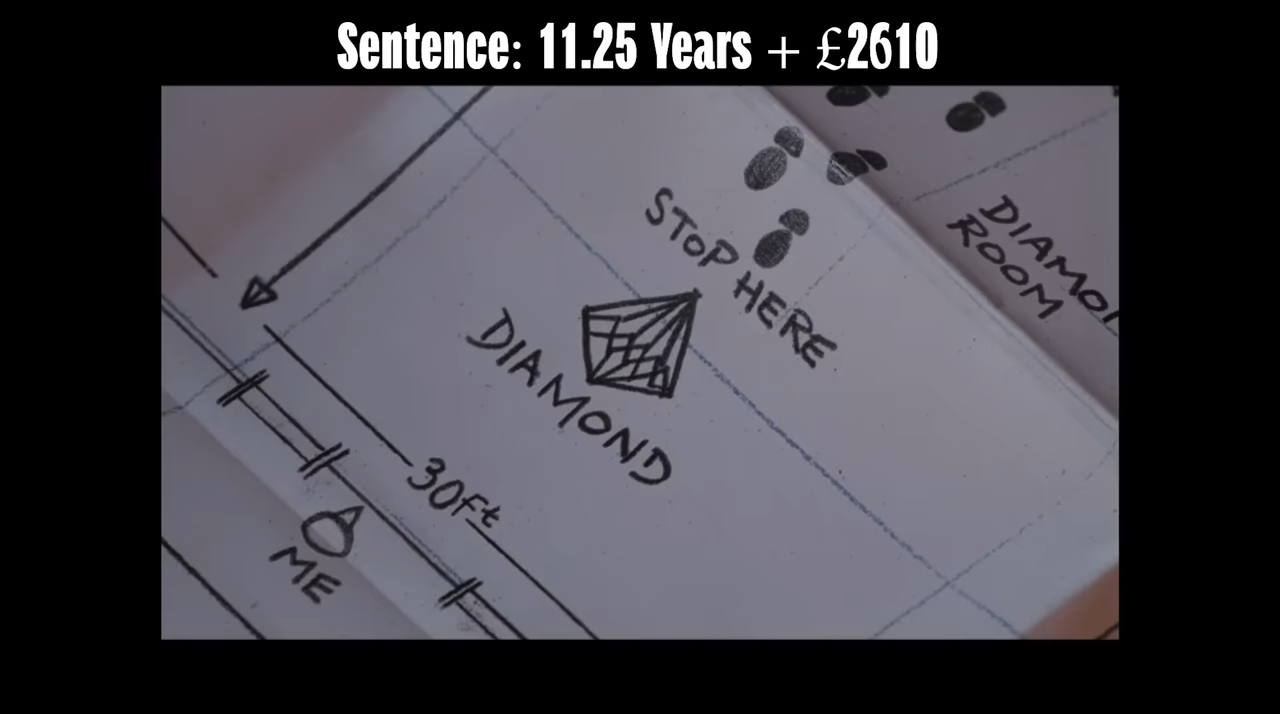 Sentence: 11.25 Years + £2610
STOP HERE
DIAMOND
ROOM
DIAMOND
30ft
ME